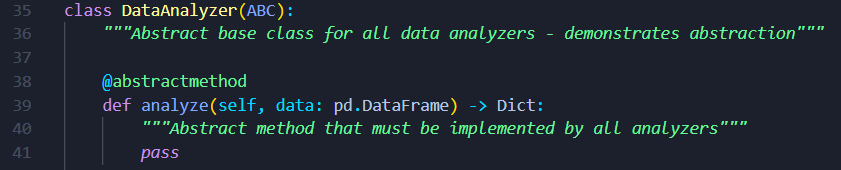 35 class DataAnalyzer(ABC):
36 """Abstract base class for all data analyzers - demonstrates abstraction"""
37
38 @abstractmethod
39 def analyze(self, data: pd.DataFrame) -> Dict:
40 """Abstract method that must be implemented by all analyzers"""
41 pass